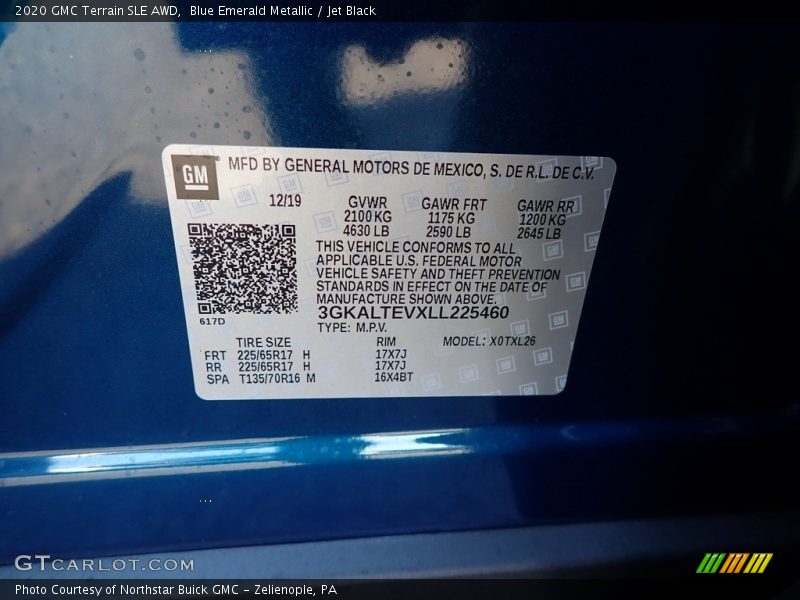 2020 GMC Terrain SLE AWD,  Blue Emerald Metallic / Jet Black
GM MFD BY GENERAL MOTORS DE MEXICO, S. DE R.L. DE C.V.
12/19 GVWR GAWR FRT GAWR RR
2100 KG 1175 KG 1200 KG
4630 LB 2590 LB 2645 LB
THIS VEHICLE CONFORMS TO ALL
APPLICABLE U.S. FEDERAL MOTOR
VEHICLE SAFETY AND THEFT PREVENTION
STANDARDS IN EFFECT ON THE DATE OF
MANUFACTURE SHOWN ABOVE.
3GKALTEVXLL225460
617D
TYPE: M.P.V.
TIRE SIZE RIM MODEL: X0TXL26
FRT 225/65R17 H 17X7J
RR 225/65R17 H 17X7J
SPA T135/70R16 M 16X4BT
GTCARLOT.COM
Photo Courtesy of Northstar Buick GMC - Zelienople, PA